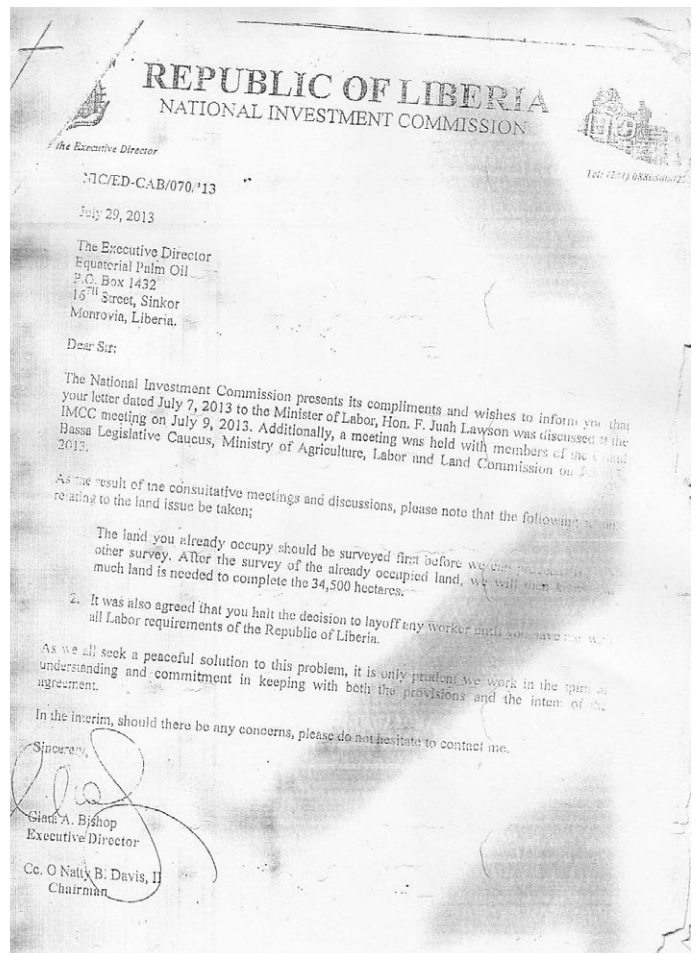 REPUBLIC OF LIBERIA
NATIONAL INVESTMENT COMMISSION
the Executive Director
Tel: (231)
NIC/ED-CAB/070/'13
July 29, 2013
The Executive Director
Equaterial Palm Oil
P.O. Box 1432
16TH Street, Sinkor
Monrovia, Liberia.
Dear Sir:
The National Investment Commission presents its compliments and wishes to inform you that
your letter dated July 7, 2013 to the Minister of Labor, Hon. F. Juah Lawson was discussed at the
IMCC meeting on July 9, 2013. Additionally, a meeting was held with members of the
Bassa Legislative Caucus, Ministry of Agriculture, Labor and Land Commission on
2013.
As the result of the consultative meetings and discussions, please note that the following
relating to the land issue be taken;
The land you already occupy should be surveyed first before we can
other survey. After the survey of the already occupied land, we will then
much land is needed to complete the 34,500 hectares.
2. It was also agreed that you halt the decision to layoff any worker until you have
all Labor requirements of the Republic of Liberia.
As we all seek a peaceful solution to this problem, it is only prudent we work in the spirit of
understanding and commitment in keeping with both the provisions and the intent of the
agreement.
In the interim, should there be any concerns, please do not hesitate to contact me.
Sincerely,
Ciata A. Bishop
Executive Director
Cc. O Natty B. Davis, II
Chairman